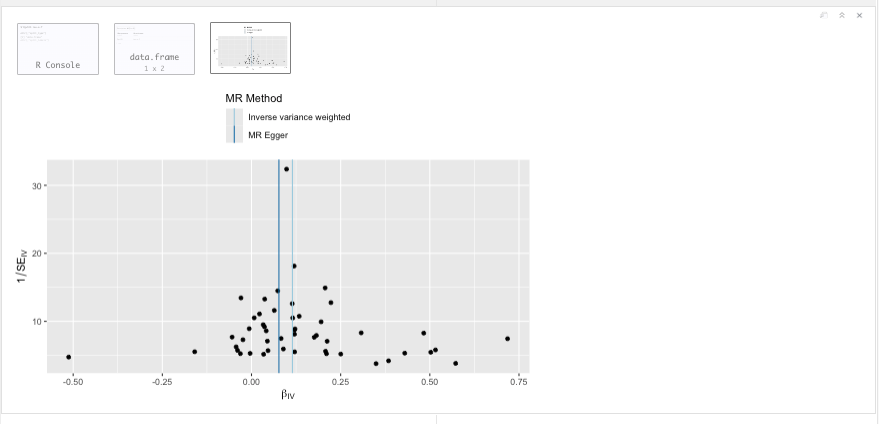 R Console
data.frame
1 x 2
MR Method
Inverse variance weighted
MR Egger
30
20
10
1/SE_IV
-0.50 -0.25 0.00 0.25 0.50 0.75
β_IV